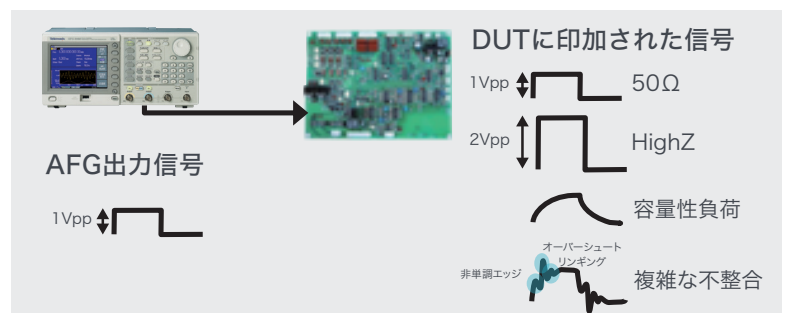 Tektronix
AFG出力信号
1Vpp
DUTに印加された信号
1Vpp 50Ω
2Vpp HighZ
容量性負荷
オーバーシュート
リンギング
非単調エッジ
複雑な不整合